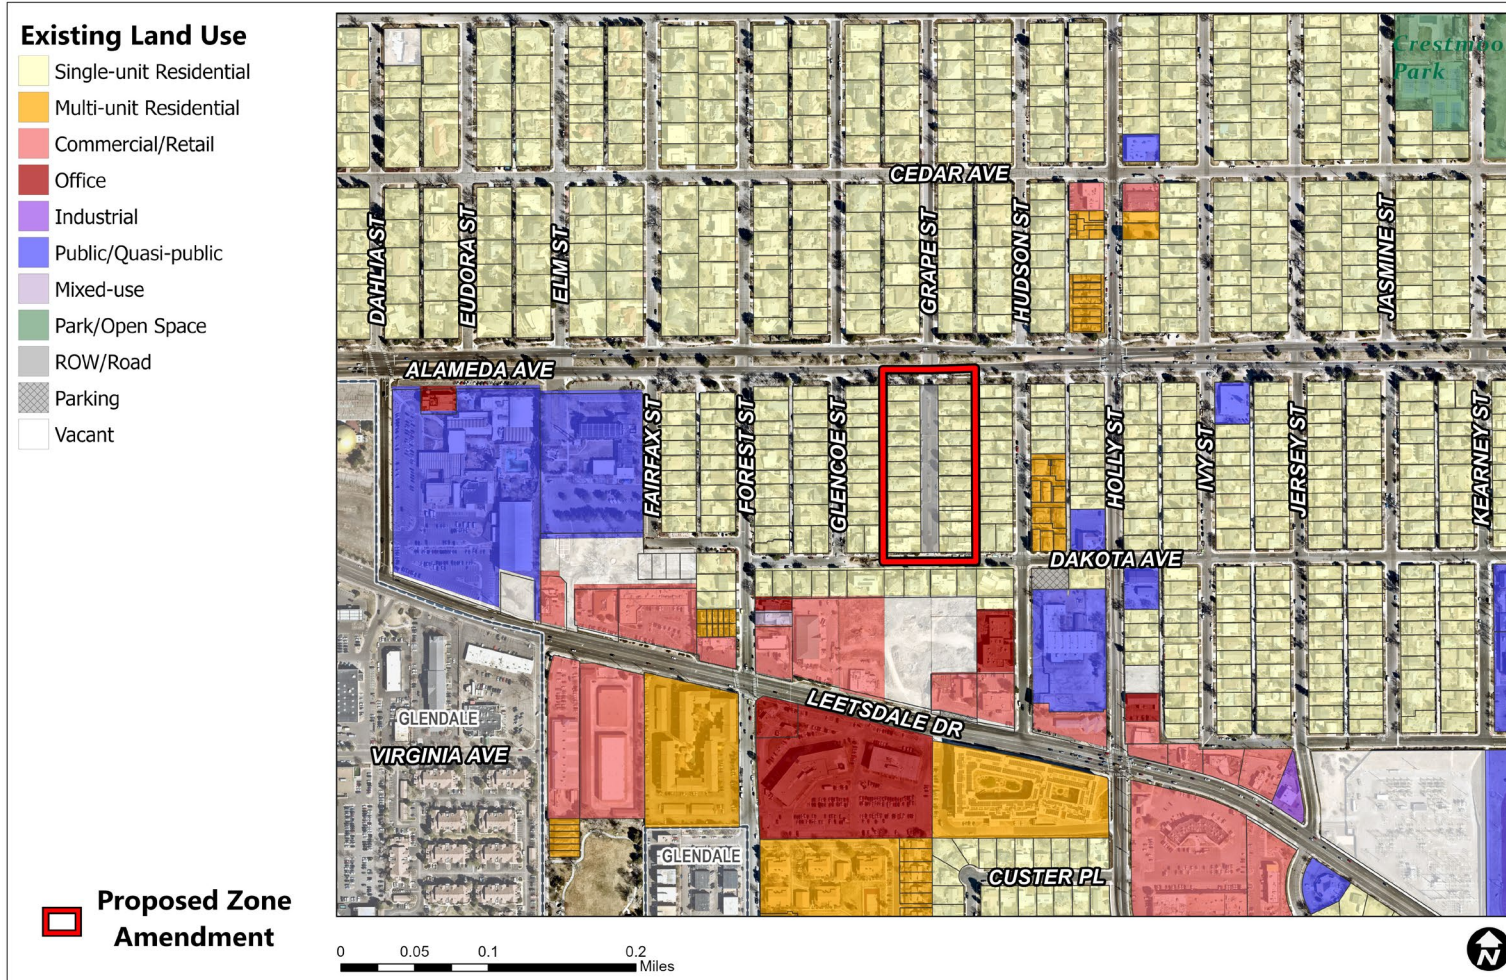 Existing Land Use
Single-unit Residential
Multi-unit Residential
Commercial/Retail
Office
Industrial
Public/Quasi-public
Mixed-use
Park/Open Space
ROW/Road
Parking
Vacant
Proposed Zone
Amendment
Crestmoo
Park
CEDAR AVE
DAHLIA ST
EUDORA ST
ELM ST
GRAPE ST
HUDSON ST
JASMINE ST
ALAMEDA AVE
FAIRFAX ST
FOREST ST
GLENCOE ST
HOLLY ST
IVY ST
JERSEY ST
KEARNEY ST
DAKOTA AVE
LEETSDALE DR
GLENDALE
VIRGINIA AVE
GLENDALE
CUSTER PL
0 0.05 0.1 0.2
Miles
N